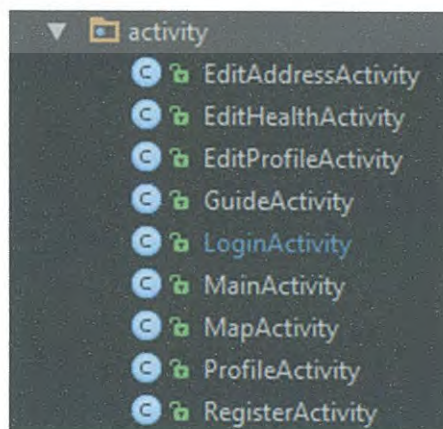 activity
EditAddressActivity
EditHealthActivity
EditProfileActivity
GuideActivity
LoginActivity
MainActivity
MapActivity
ProfileActivity
RegisterActivity